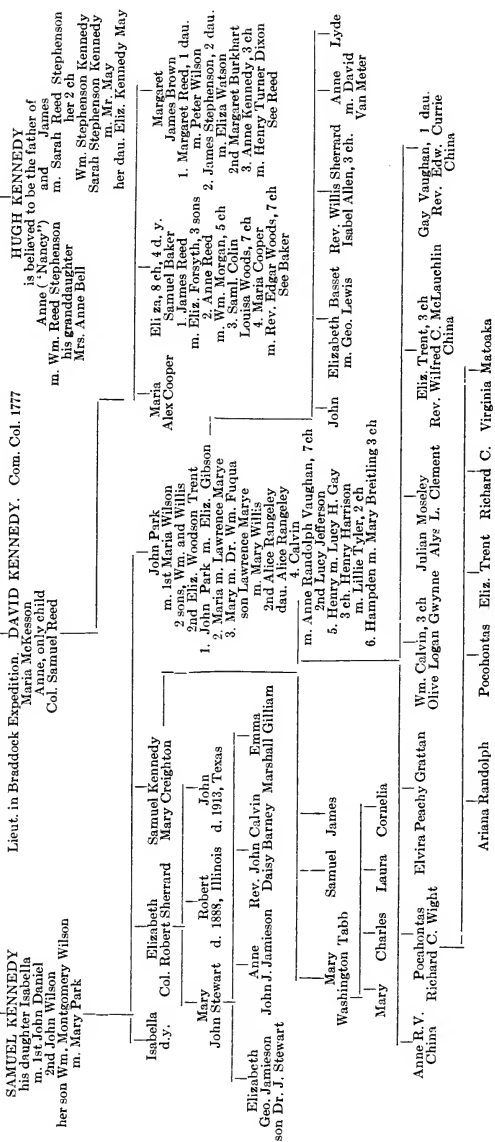 SAMUEL KENNEDY
his daughter Isabella
m. 1st John Daniel
2nd John Wilson
her son Wm. Montgomery Wilson
m. Mary Park
Lieut. in Braddock Expedition. DAVID KENNEDY. Com. Col. 1777
Maria McKesson
Anne, only child
Col. Samuel Reed
HUGH KENNEDY
is believed to be the father of
Anne ("Nancy") and James
m. Wm. Reed Stephenson m. Sarah Reed Stephenson
his granddaughter her 2 ch
Mrs. Anne Bell Wm. Stephenson Kennedy
Sarah Stephenson Kennedy
m. Mr. May
her dau. Eliz. Kennedy May
Isabella
d.y.
Elizabeth
Col. Robert Sherrard
Samuel Kennedy
Mary Creighton
John Park
m. 1st Maria Wilson
2 sons, Wm. and Willis
2nd Eliz. Woodson Trent
1. John Park m. Eliz. Gibson
2. Maria m. Lawrence Marye
3. Mary m. Dr. Wm. Fuqua
son Lawrence Marye
m. Mary Willis
2nd Alice Rangeley
dau. Alice Rangeley
4. Calvin
m. Anne Randolph Vaughan, 7 ch
2nd Lucy Jefferson
5. Henry m. Lucy H. Gay
3 ch. Henry Harrison
m. Lillie Tyler, 2 ch
6. Hampden m. Mary Breitling 3 ch
Maria
Alex Cooper
Eli za, 8 ch, 4 d. y.
Samuel Baker
1. James Reed
m. Eliz. Forsyth, 3 sons
2. Anne Reed
m. Wm. Morgan, 5 ch
3. Saml. Colin
Louisa Woods, 7 ch
4. Maria Cooper
m. Rev. Edgar Woods, 7 ch
See Baker
Margaret
James Brown
1. Margaret Reed, 1 dau.
m. Peter Wilson
2. James Stephenson, 2 dau.
m. Eliza Watson
2nd Margaret Burkhart
3. Anne Kennedy, 3 ch
m. Henry Turner Dixon
See Reed
Mary
John Stewart
Robert
d. 1888, Illinois
John
d. 1913, Texas
Elizabeth
Geo. Jamieson
son Dr. J. Stewart
Anne
John J. Jamieson
Rev. John Calvin
Daisy Barney
Emma
Marshall Gilliam
John
Elizabeth Basset
m. Geo. Lewis
Rev. Willis Sherrard
Isabel Allen, 3 ch.
Anne Lyde
m. David
Van Meter
Mary
Washington Tabb
Samuel
James
Mary
Charles
Laura
Cornelia
Anne R.V.
China
Pocahontas
Richard C. Wight
Elvira Peachy Grattan
Wm. Calvin, 3 ch
Olive Logan Gwynne
Julian Moseley
Alys L. Clement
Eliz. Trent, 3 ch
Rev. Wilfred C. McLauchlin
China
Gay Vaughan, 1 dau.
Rev. Edw. Currie
China
Ariana Randolph
Pocohontas
Eliz. Trent
Richard C.
Virginia Matoaka